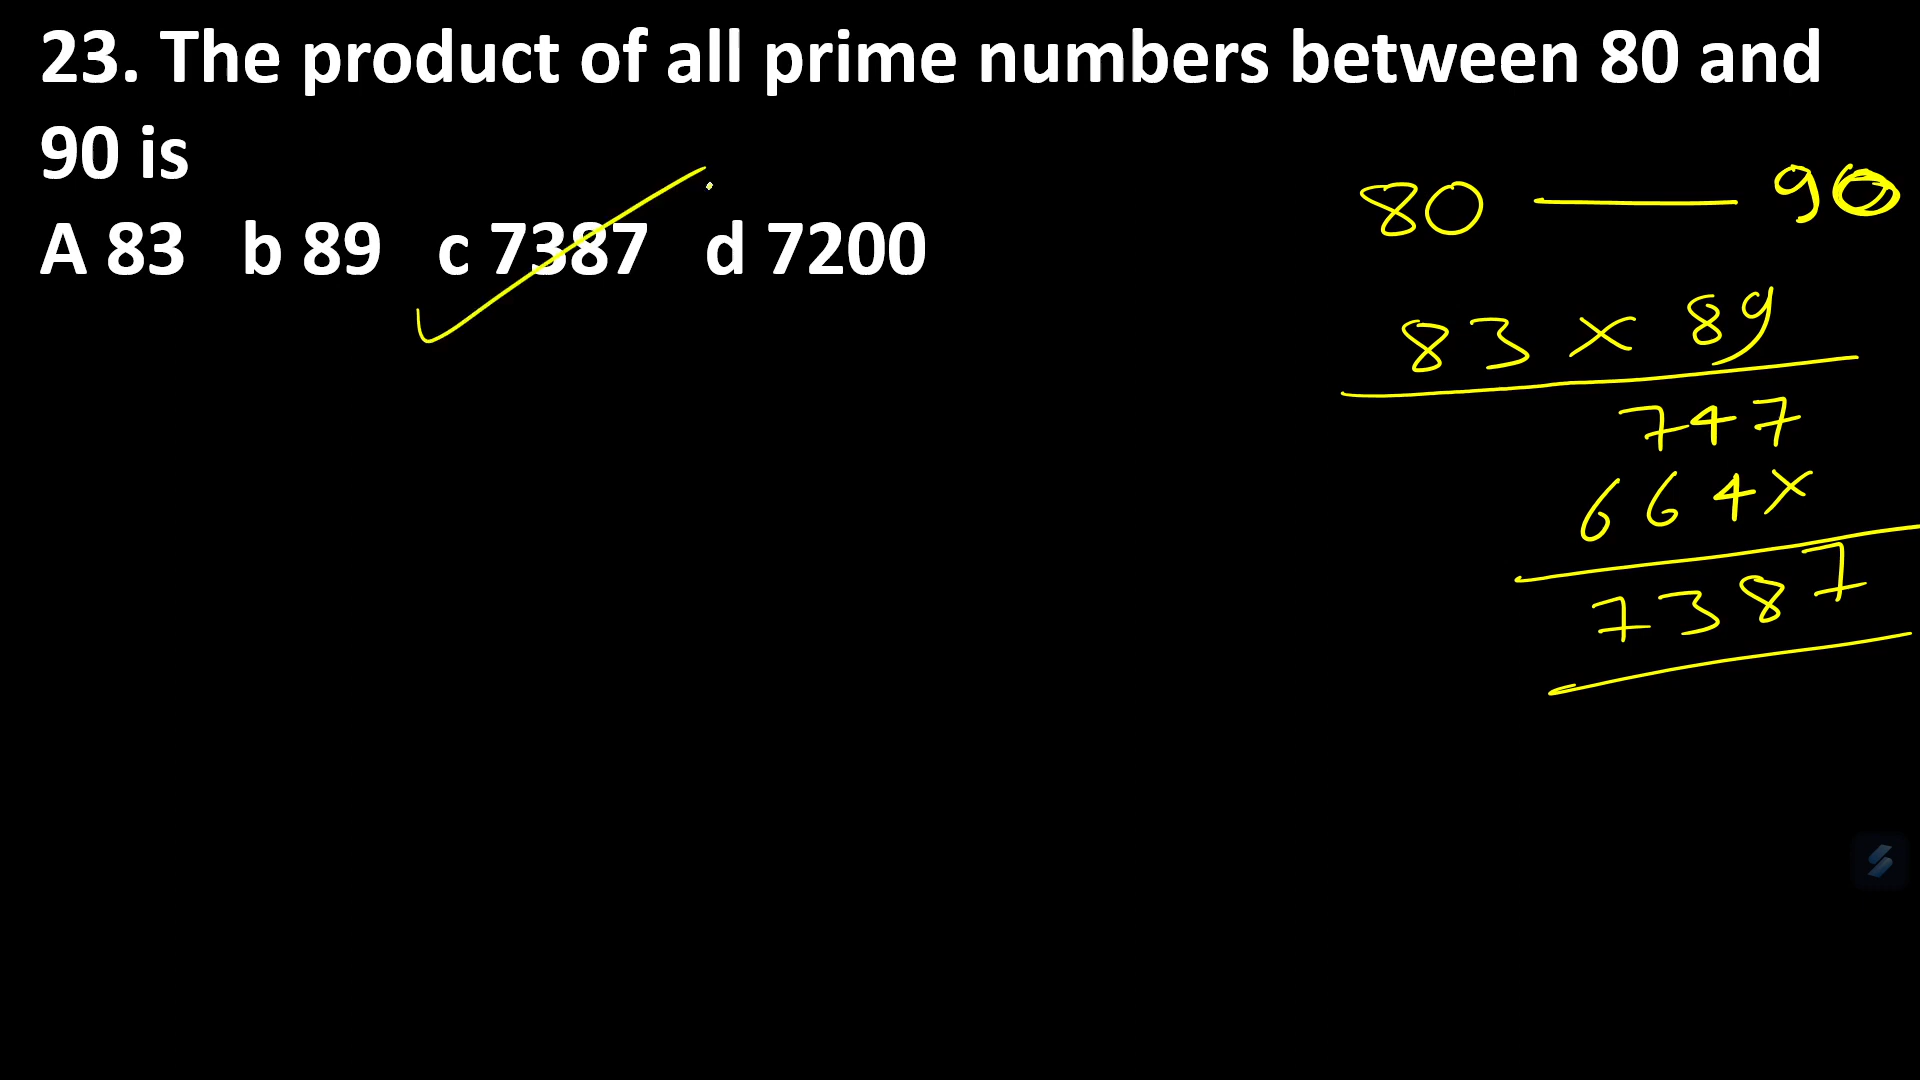 23. The product of all prime numbers between 80 and
90 is
A 83 b 89 c 7387 d 7200
80 — 90
83 × 89
747
664×
7387